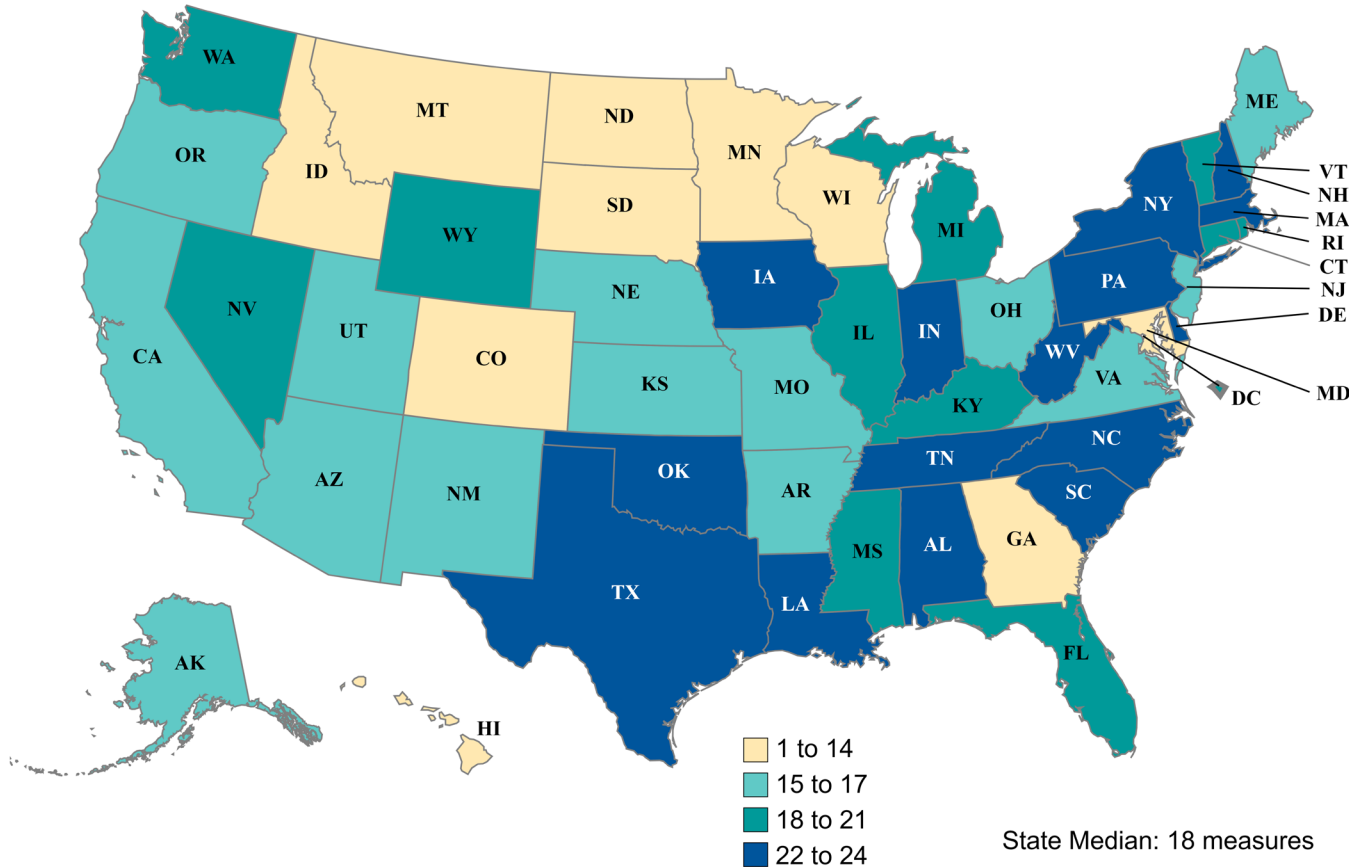 WA
ME
MT
ND
OR
MN
VT
ID
NH
SD
WI
NY
MA
WY
MI
RI
CT
IA
PA
NE
NJ
NV
OH
DE
UT
IL
IN
CA
CO
WV
VA
KS
MO
MD
DC
KY
NC
TN
OK
AZ
NM
AR
SC
GA
AL
MS
TX
LA
FL
AK
HI
1 to 14
15 to 17
18 to 21
22 to 24
State Median: 18 measures